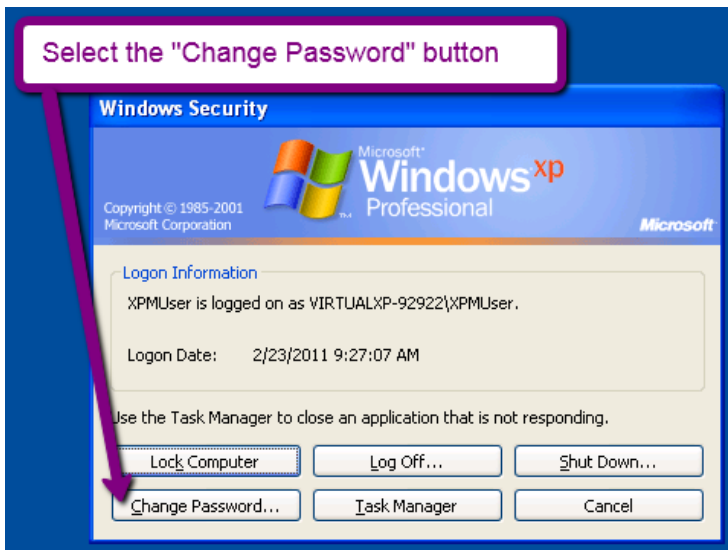 Select the "Change Password" button
Windows Security
Microsoft®
Windows xp
Professional
Copyright © 1985-2001
Microsoft Corporation
TM
Microsoft
Logon Information
XPMUser is logged on as VIRTUALXP-92922\XPMUser.
Logon Date: 2/23/2011 9:27:07 AM
Use the Task Manager to close an application that is not responding.
Lock Computer Log Off... Shut Down...
Change Password... Task Manager Cancel